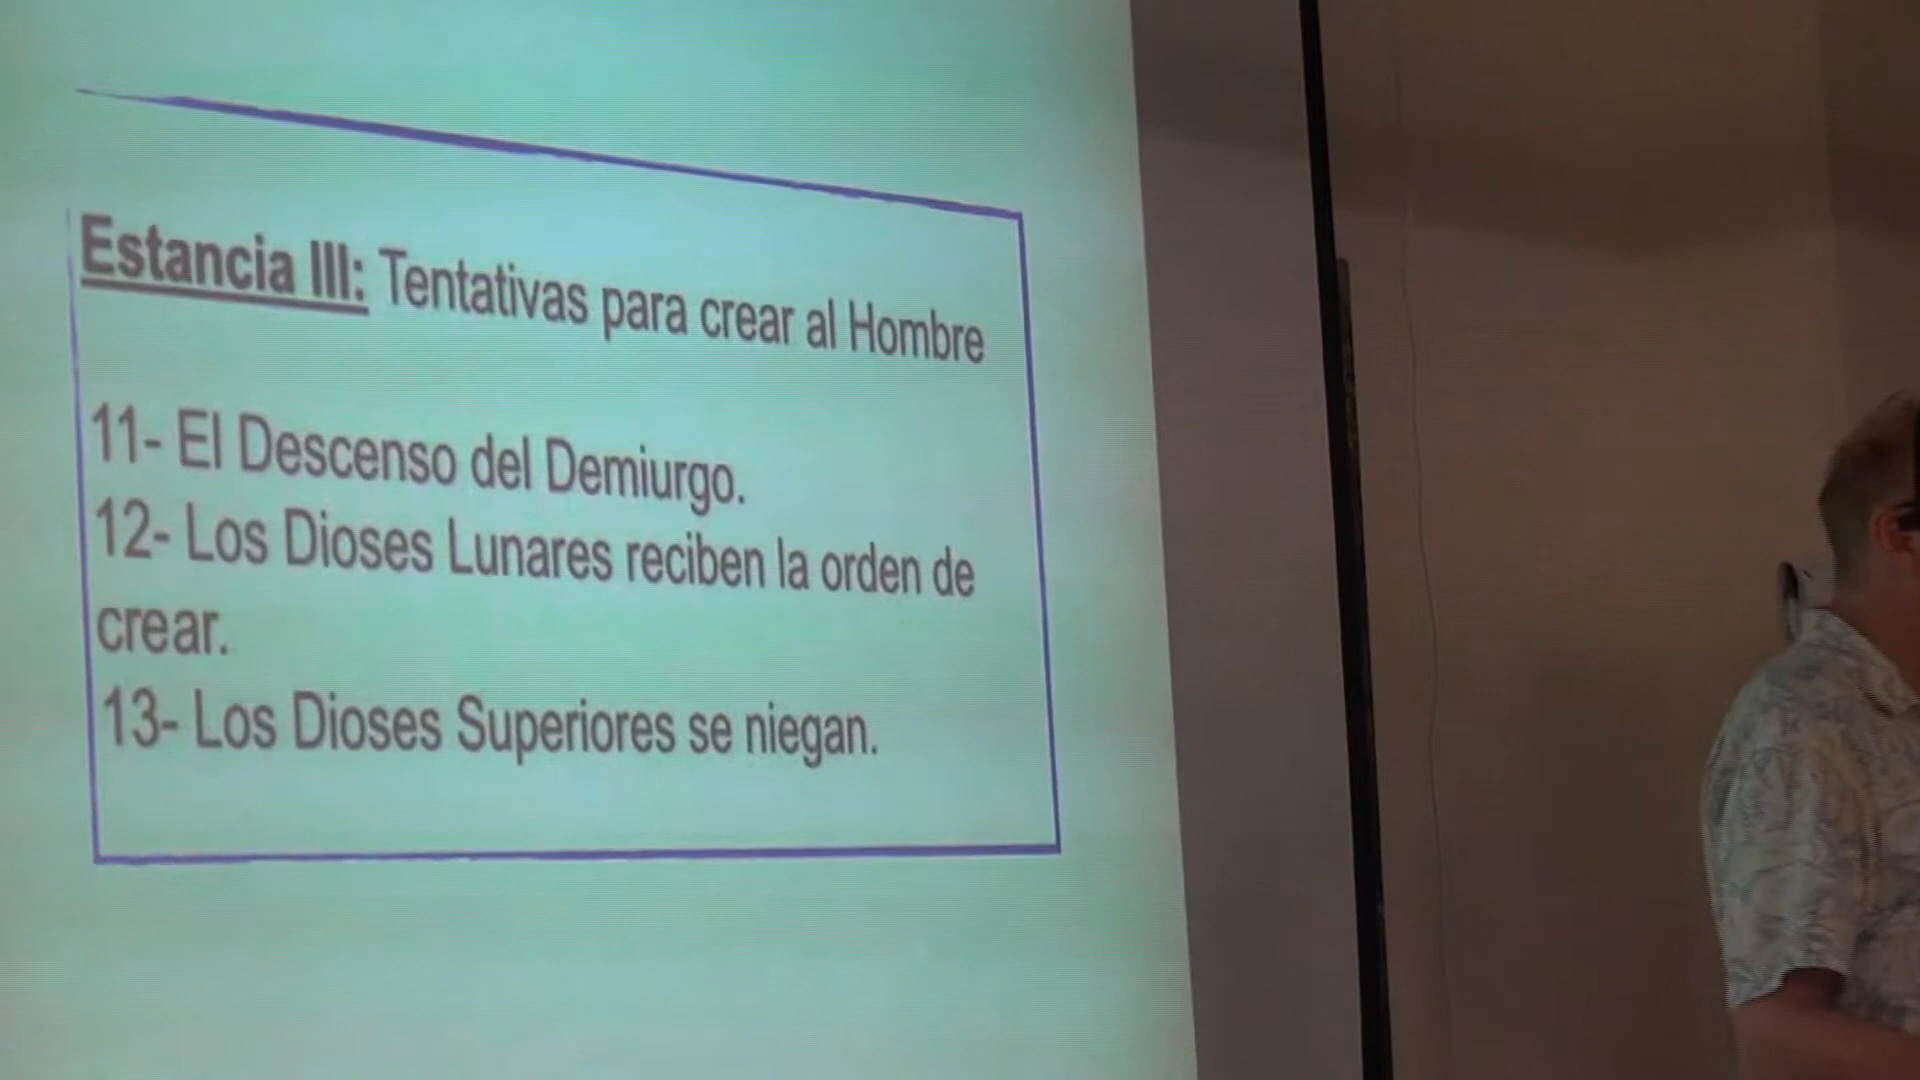 Estancia III: Tentativas para crear al Hombre
11- El Descenso del Demiurgo.
12- Los Dioses Lunares reciben la orden de
crear.
13- Los Dioses Superiores se niegan.